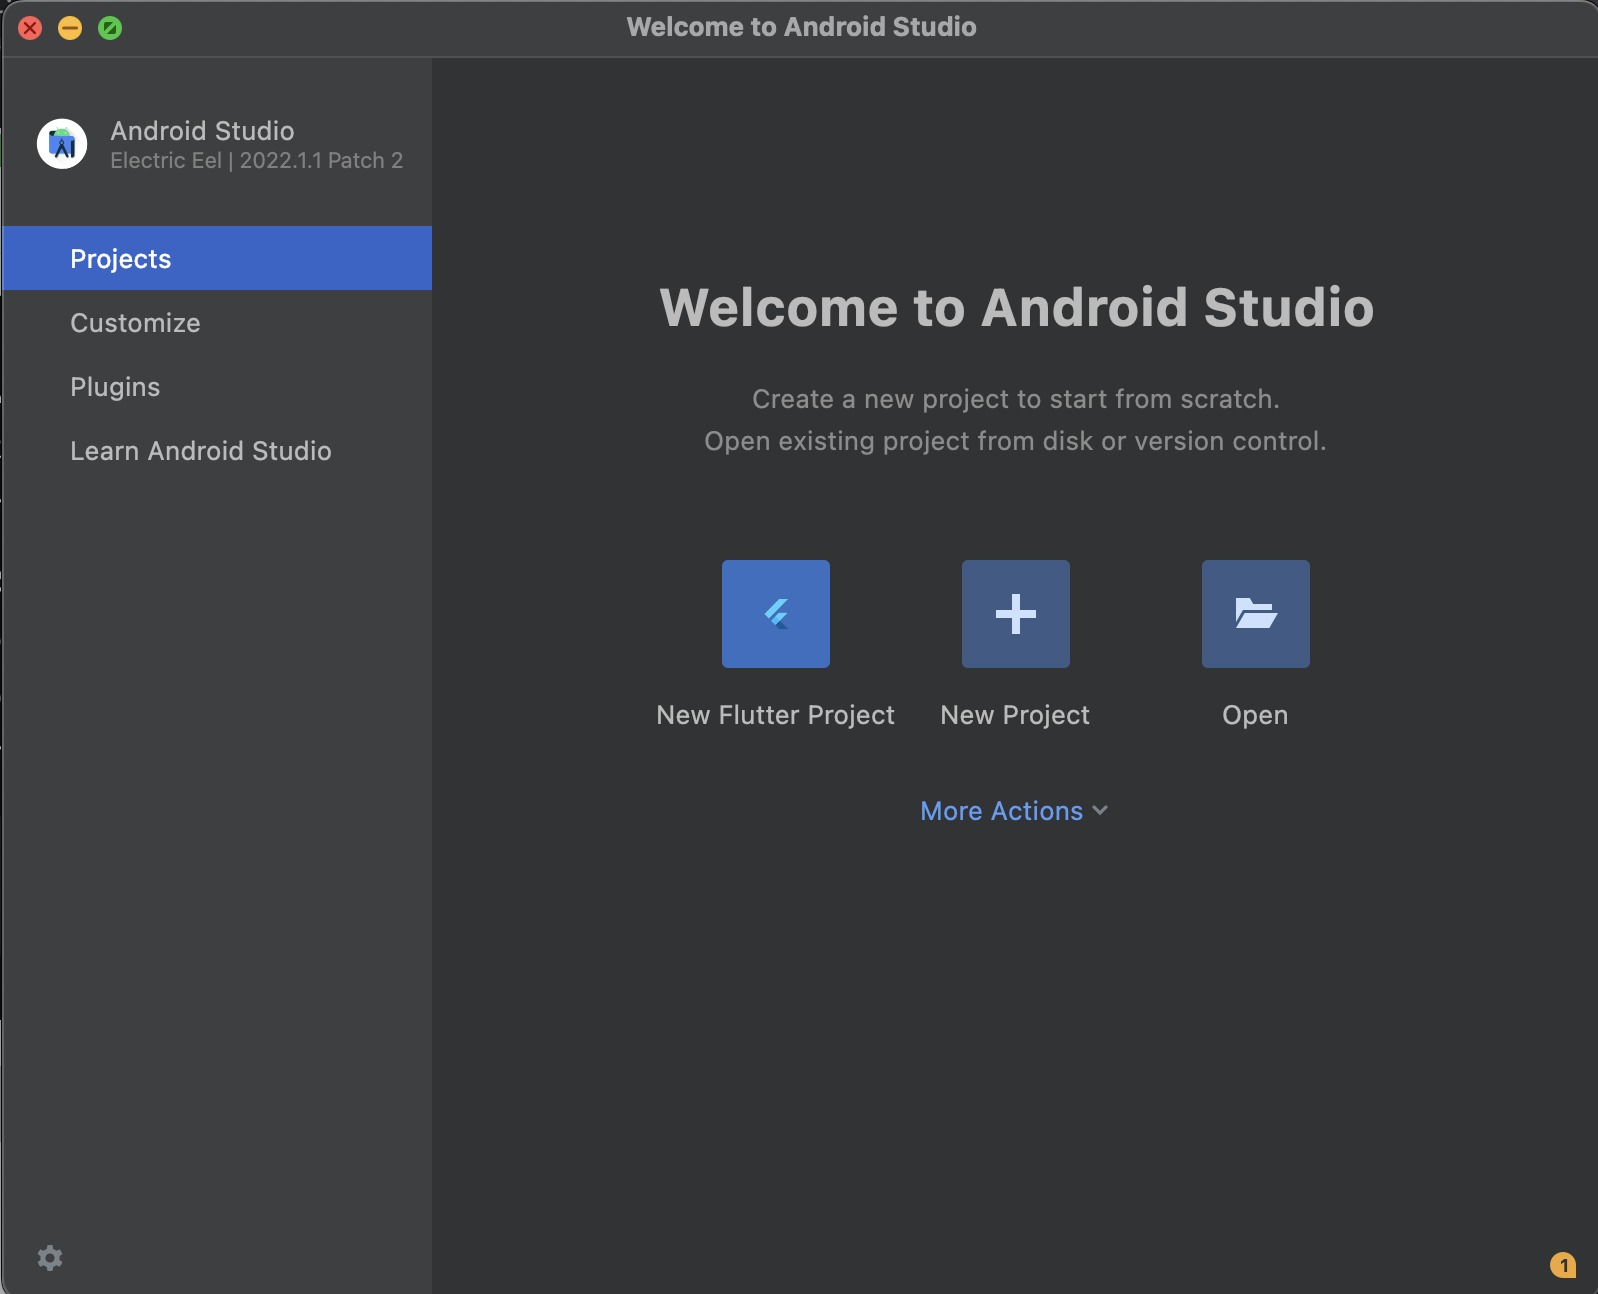 Welcome to Android Studio
Android Studio
Electric Eel | 2022.1.1 Patch 2
Projects
Customize
Plugins
Learn Android Studio
Welcome to Android Studio
Create a new project to start from scratch.
Open existing project from disk or version control.
New Flutter Project
New Project
Open
More Actions
1